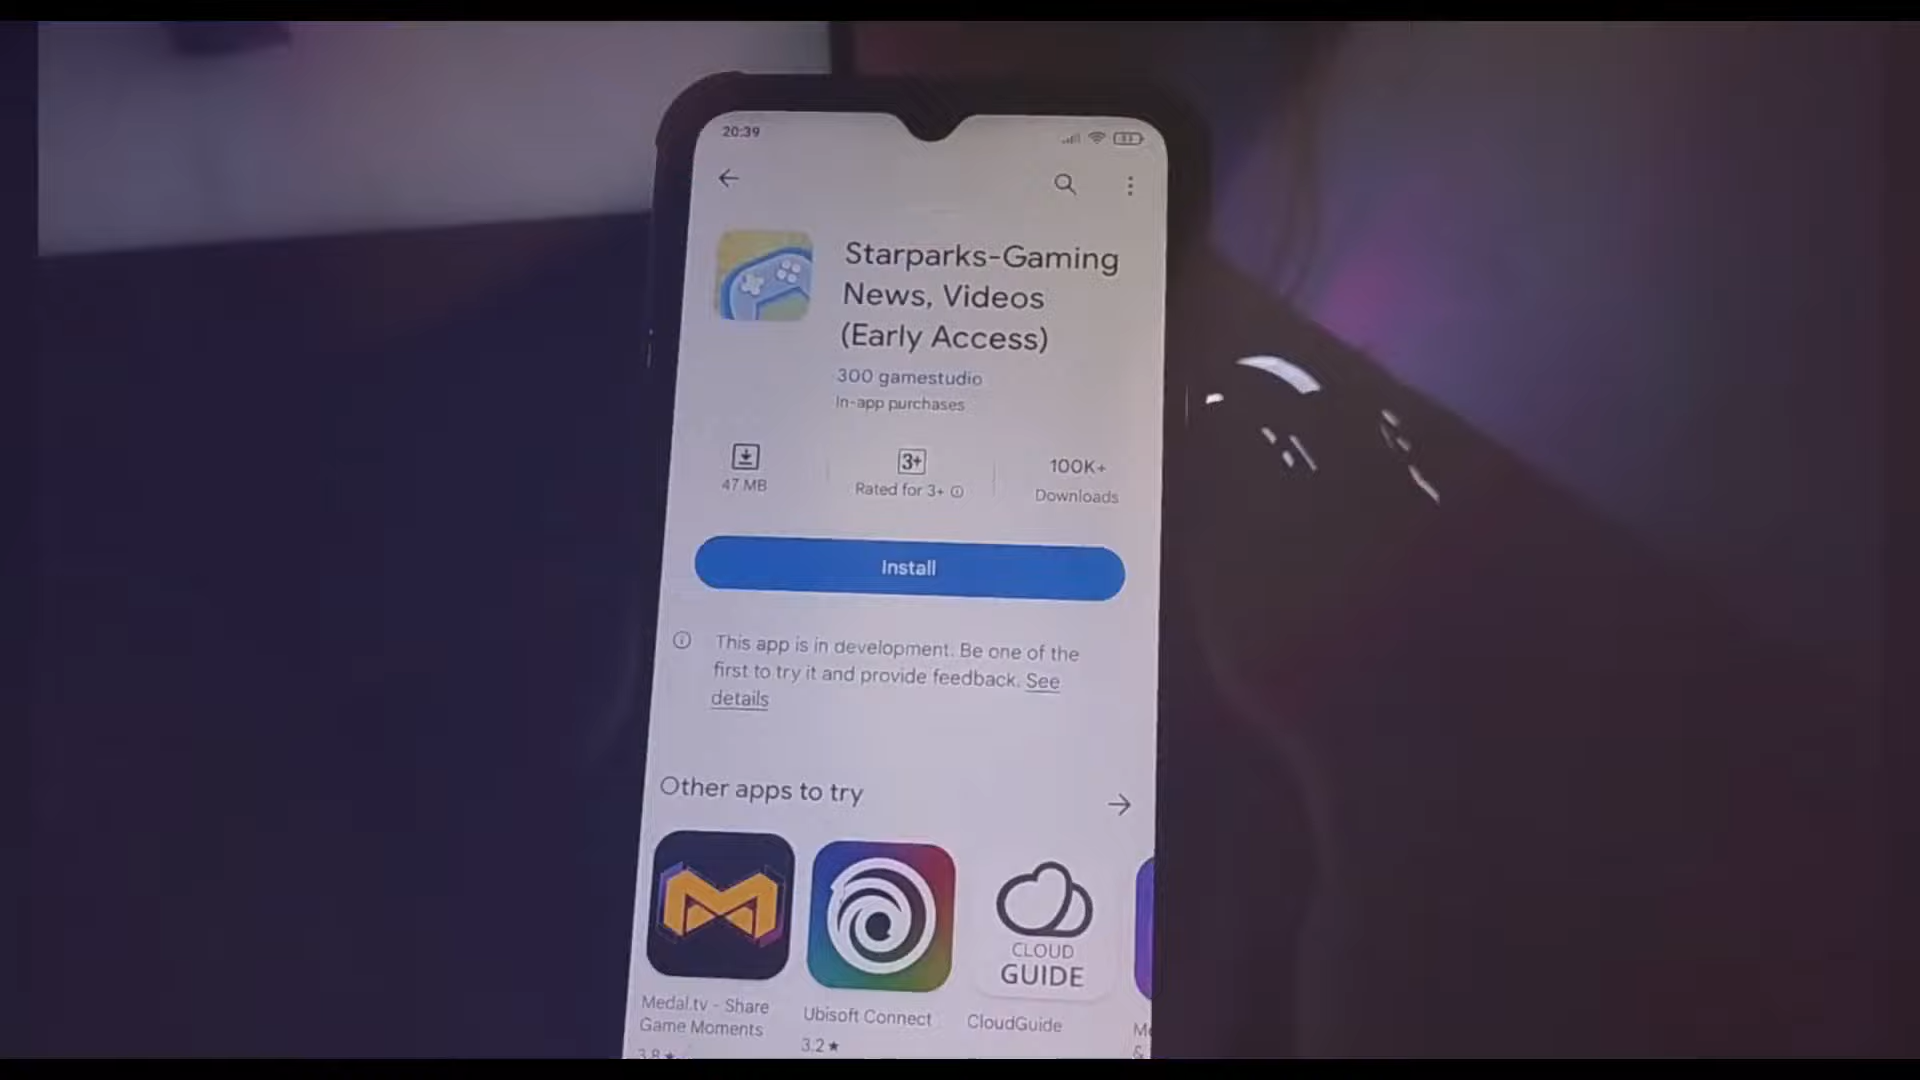 20:39
Starparks-Gaming
News, Videos
(Early Access)
300 gamestudio
In-app purchases
47 MB
3+
Rated for 3+
100K+
Downloads
Install
This app is in development. Be one of the
first to try it and provide feedback. See
details
Other apps to try
CLOUD
GUIDE
Medal.tv - Share
Game Moments
3.8★
Ubisoft Connect
3.2★
CloudGuide
&